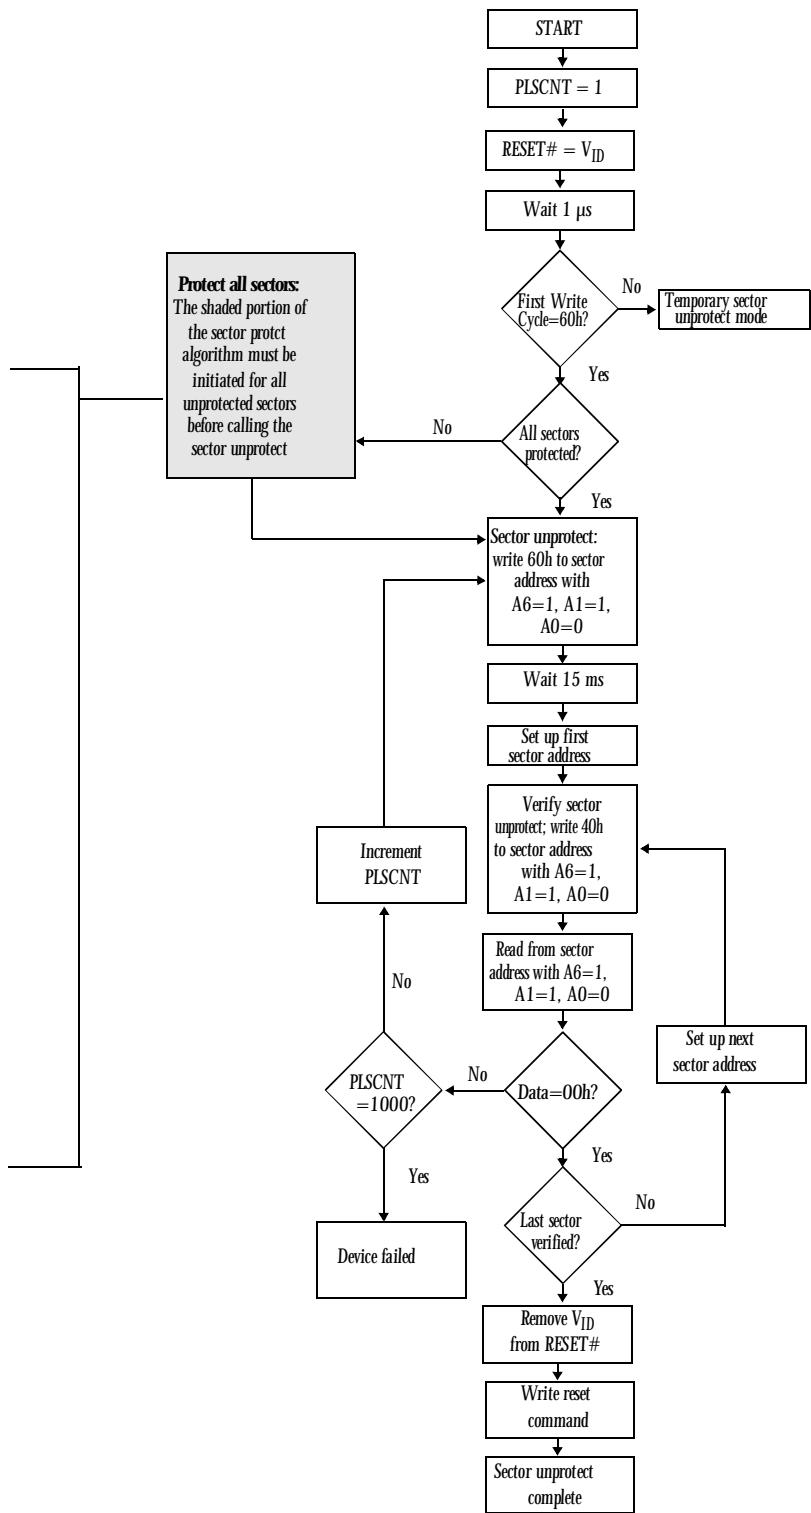 START
PLSCNT = 1
RESET# = VID
Wait 1 µs
First Write
Cycle=60h?
No
Temporary sector
unprotect mode
Yes
Protect all sectors:
The shaded portion of
the sector protct
algorithm must be
initiated for all
unprotected sectors
before calling the
sector unprotect
No
All sectors
protected?
Yes
Sector unprotect:
write 60h to sector
address with
A6=1, A1=1,
A0=0
Wait 15 ms
Set up first
sector address
Verify sector
unprotect; write 40h
to sector address
with A6=1,
A1=1, A0=0
Increment
PLSCNT
Read from sector
address with A6=1,
A1=1, A0=0
No
Set up next
sector address
PLSCNT
=1000?
No
Data=00h?
Yes
Yes
No
Last sector
verified?
Device failed
Yes
Remove VID
from RESET#
Write reset
command
Sector unprotect
complete